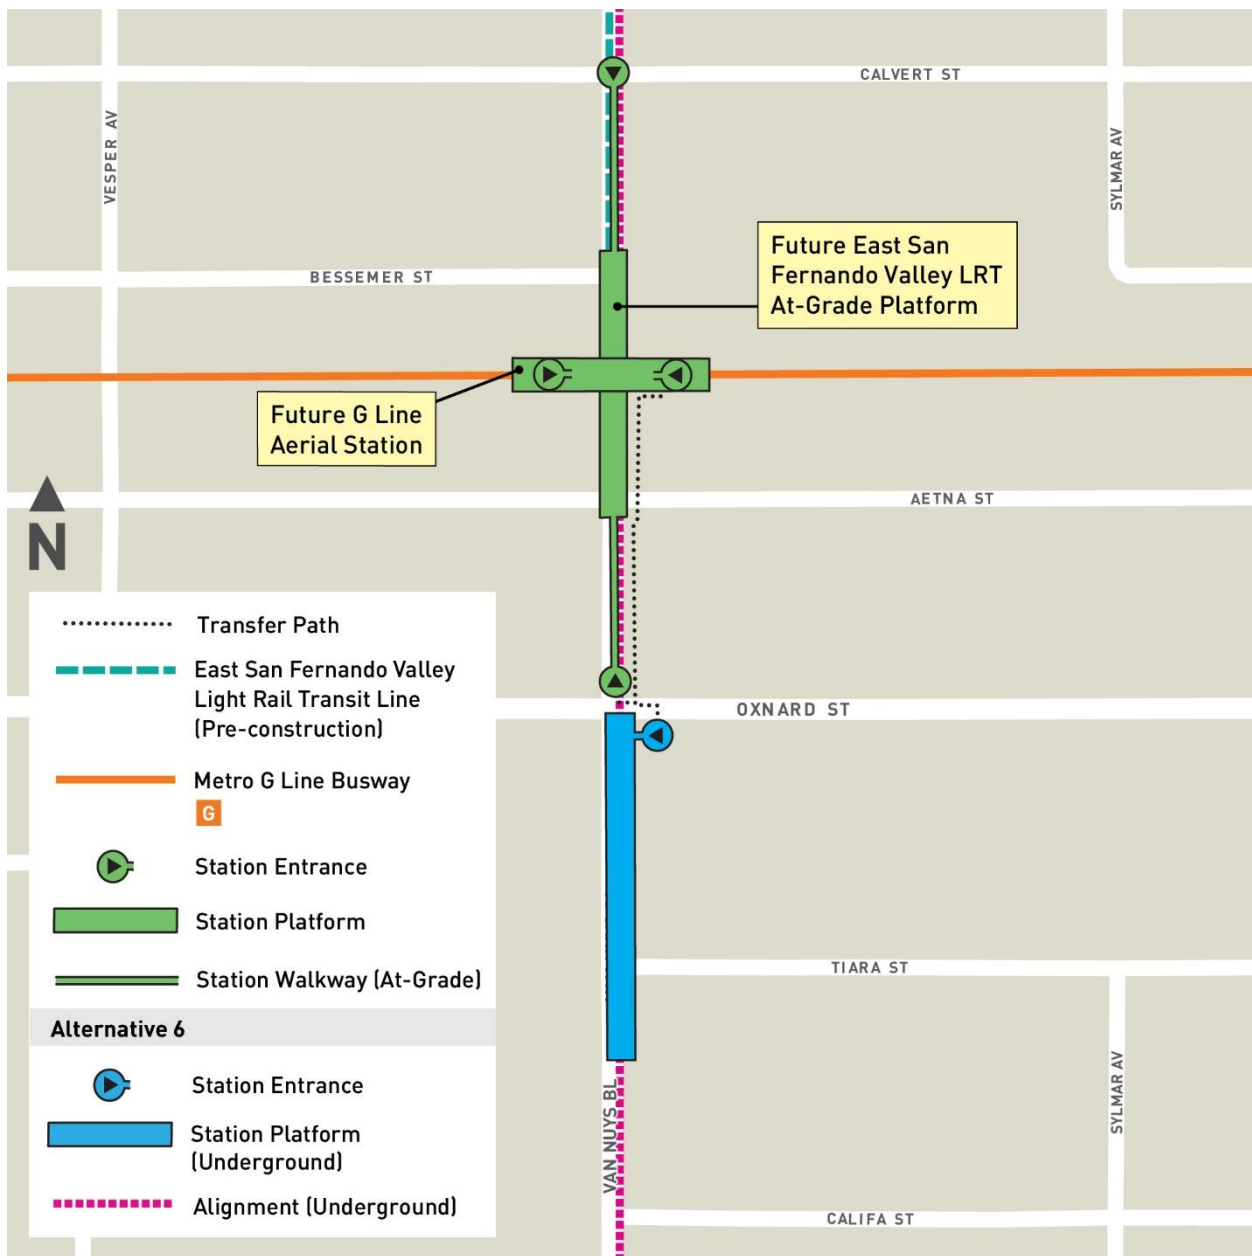 CALVERT ST
VESPER AV
SYLMAR AV
Future East San
Fernando Valley LRT
At-Grade Platform
BESSEMER ST
Future G Line
Aerial Station
AETNA ST
N
OXNARD ST
TIARA ST
SYLMAR AV
VAN NUYS BL
CALIFA ST
Transfer Path
East San Fernando Valley
Light Rail Transit Line
(Pre-construction)
Metro G Line Busway
G
Station Entrance
Station Platform
Station Walkway (At-Grade)
Alternative 6
Station Entrance
Station Platform
(Underground)
Alignment (Underground)